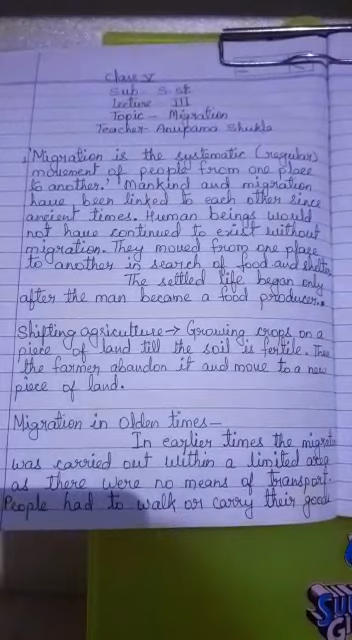 Class V
Sub - S.St.
Lecture III
Topic - Migration
Teacher- Anupama Shukla
'Migration is the systematic (regular)
movement of people from one place
to another.' Mankind and migration
have been linked to each other since
ancient times. Human beings would
not have continued to exist without
migration. They moved from one place
to another in search of food and shelter
The settled life began only
after the man became a food producer.
Shifting agriculture → Growing crops on a
piece of land till the soil is fertile. Then
the farmer abandon it and move to a new
piece of land.
Migration in Olden times —
In earlier times the migrati
was carried out within a limited area
as there were no means of transport.
People had to walk or carry their good